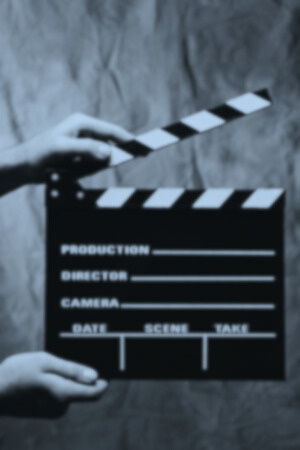 PRODUCTION
DIRECTOR
CAMERA
DATE SCENE TAKE